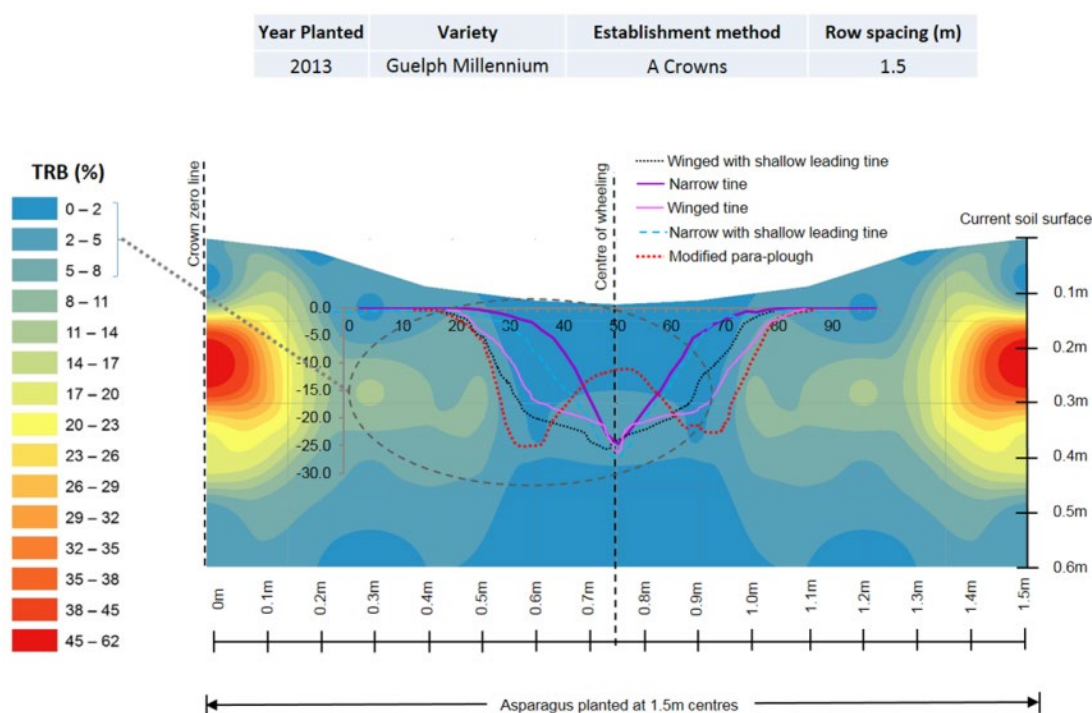 Year Planted Variety Establishment method Row spacing (m)
2013 Guelph Millennium A Crowns 1.5
TRB (%)
0 – 2
2 – 5
5 – 8
8 – 11
11 – 14
14 – 17
17 – 20
20 – 23
23 – 26
26 – 29
29 – 32
32 – 35
35 – 38
38 – 45
45 – 62
Crown zero line
Centre of wheeling
Winged with shallow leading tine
Narrow tine
Winged tine
Narrow with shallow leading tine
Modified para-plough
Current soil surface
0.1m
0.2m
0.3m
0.4m
0.5m
0.6m
0.0
-5.0
-10.0
-15.0
-20.0
-25.0
-30.0
0 10 20 30 40 50 60 70 80 90
0m 0.1m 0.2m 0.3m 0.4m 0.5m 0.6m 0.7m 0.8m 0.9m 1.0m 1.1m 1.2m 1.3m 1.4m 1.5m
Asparagus planted at 1.5m centres